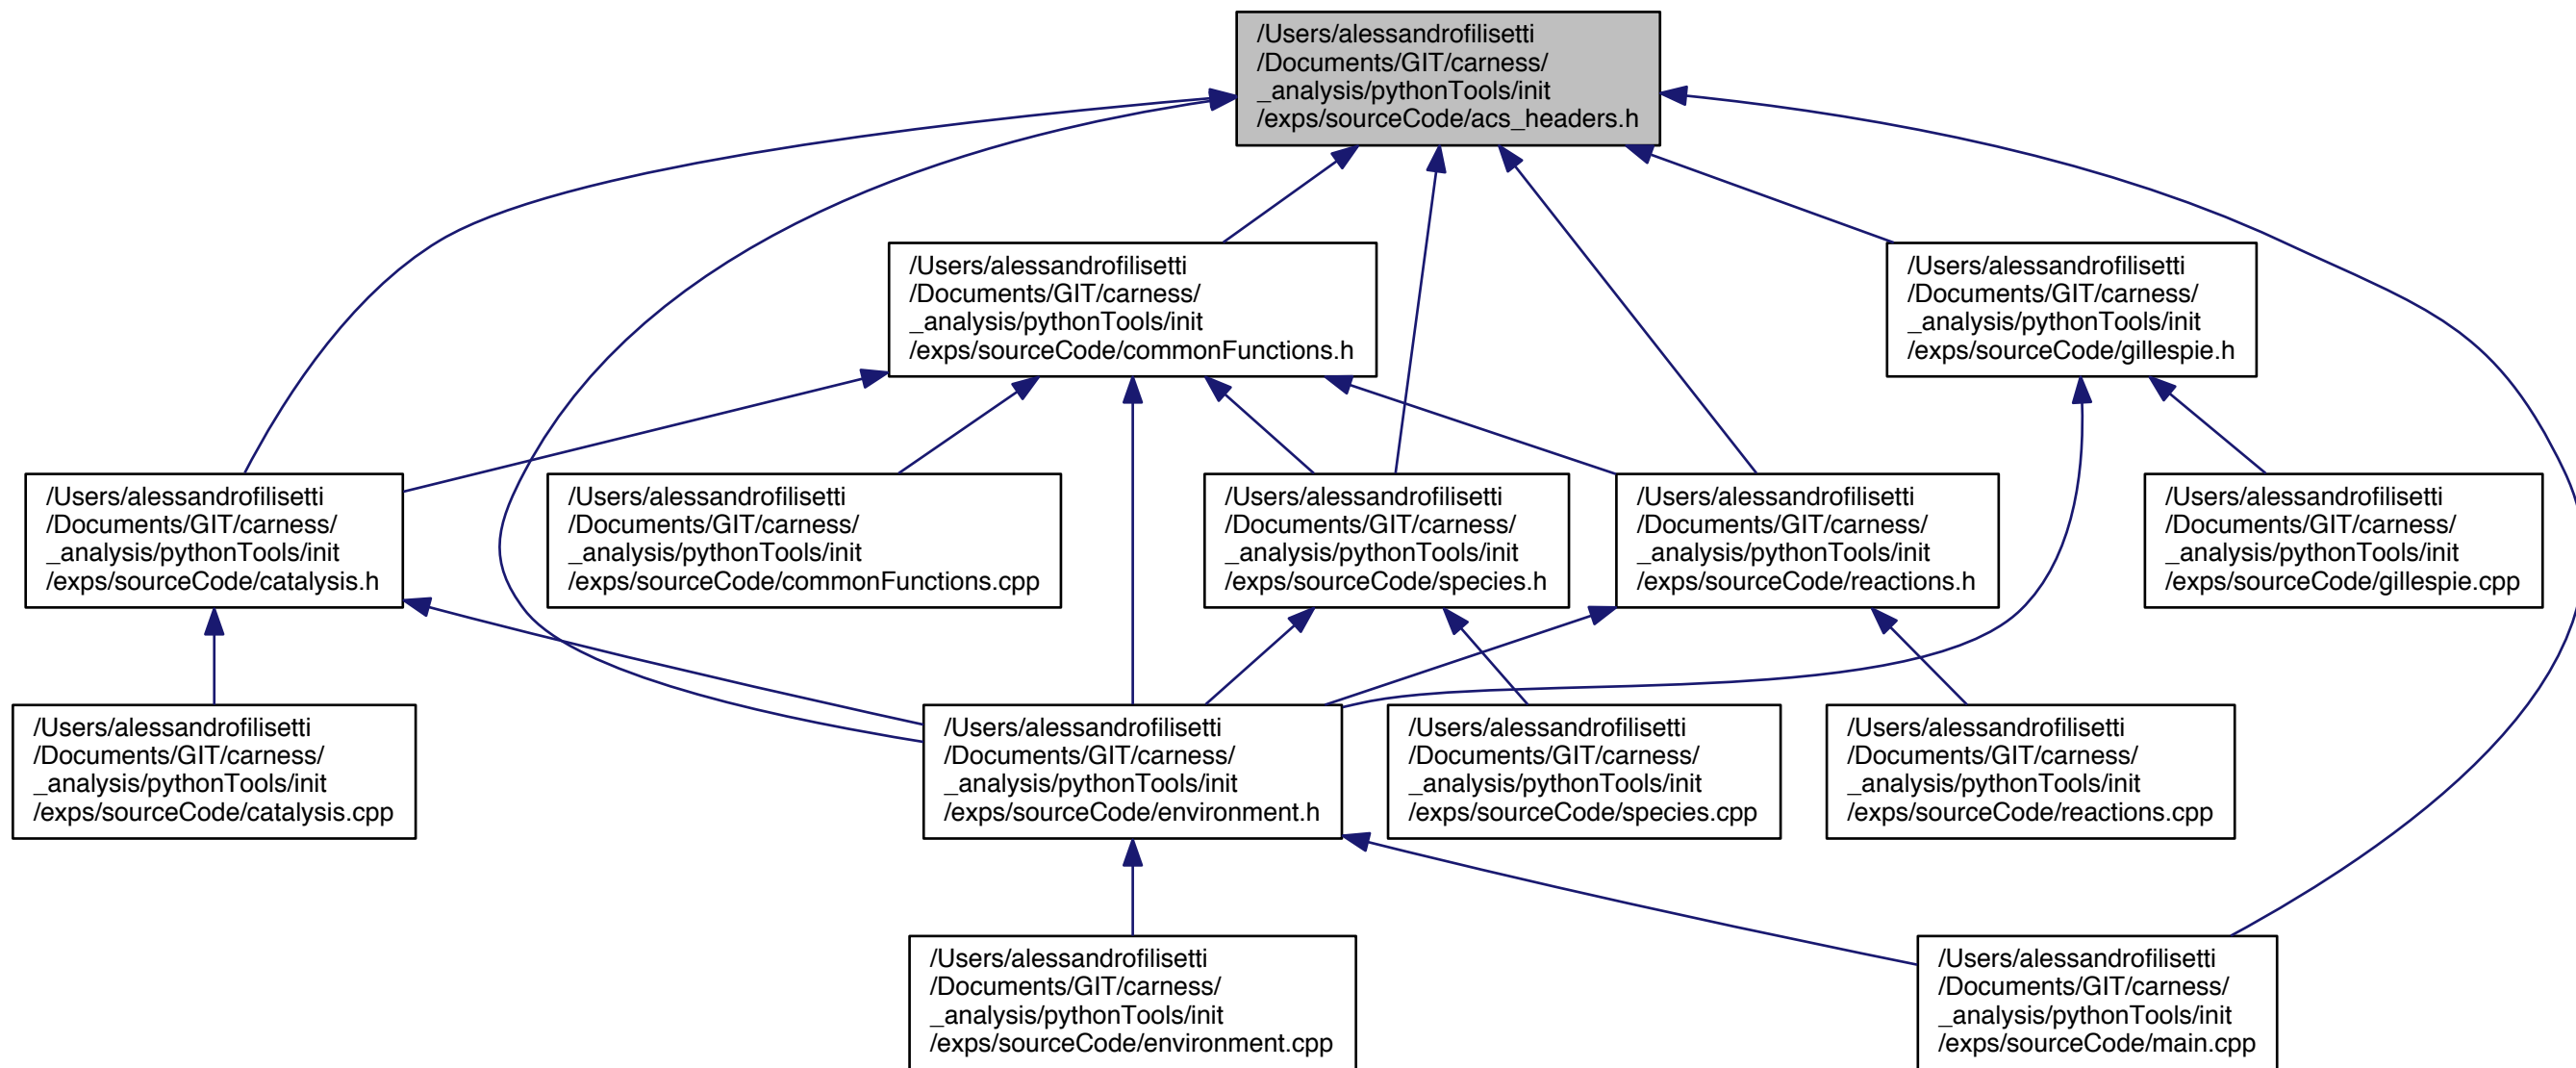 /Users/alessandrofilisetti
/Documents/GIT/carness/
_analysis/pythonTools/init
/exps/sourceCode/acs_headers.h
/Users/alessandrofilisetti
/Documents/GIT/carness/
_analysis/pythonTools/init
/exps/sourceCode/commonFunctions.h
/Users/alessandrofilisetti
/Documents/GIT/carness/
_analysis/pythonTools/init
/exps/sourceCode/gillespie.h
/Users/alessandrofilisetti
/Documents/GIT/carness/
_analysis/pythonTools/init
/exps/sourceCode/catalysis.h
/Users/alessandrofilisetti
/Documents/GIT/carness/
_analysis/pythonTools/init
/exps/sourceCode/commonFunctions.cpp
/Users/alessandrofilisetti
/Documents/GIT/carness/
_analysis/pythonTools/init
/exps/sourceCode/species.h
/Users/alessandrofilisetti
/Documents/GIT/carness/
_analysis/pythonTools/init
/exps/sourceCode/reactions.h
/Users/alessandrofilisetti
/Documents/GIT/carness/
_analysis/pythonTools/init
/exps/sourceCode/gillespie.cpp
/Users/alessandrofilisetti
/Documents/GIT/carness/
_analysis/pythonTools/init
/exps/sourceCode/catalysis.cpp
/Users/alessandrofilisetti
/Documents/GIT/carness/
_analysis/pythonTools/init
/exps/sourceCode/environment.h
/Users/alessandrofilisetti
/Documents/GIT/carness/
_analysis/pythonTools/init
/exps/sourceCode/species.cpp
/Users/alessandrofilisetti
/Documents/GIT/carness/
_analysis/pythonTools/init
/exps/sourceCode/reactions.cpp
/Users/alessandrofilisetti
/Documents/GIT/carness/
_analysis/pythonTools/init
/exps/sourceCode/environment.cpp
/Users/alessandrofilisetti
/Documents/GIT/carness/
_analysis/pythonTools/init
/exps/sourceCode/main.cpp